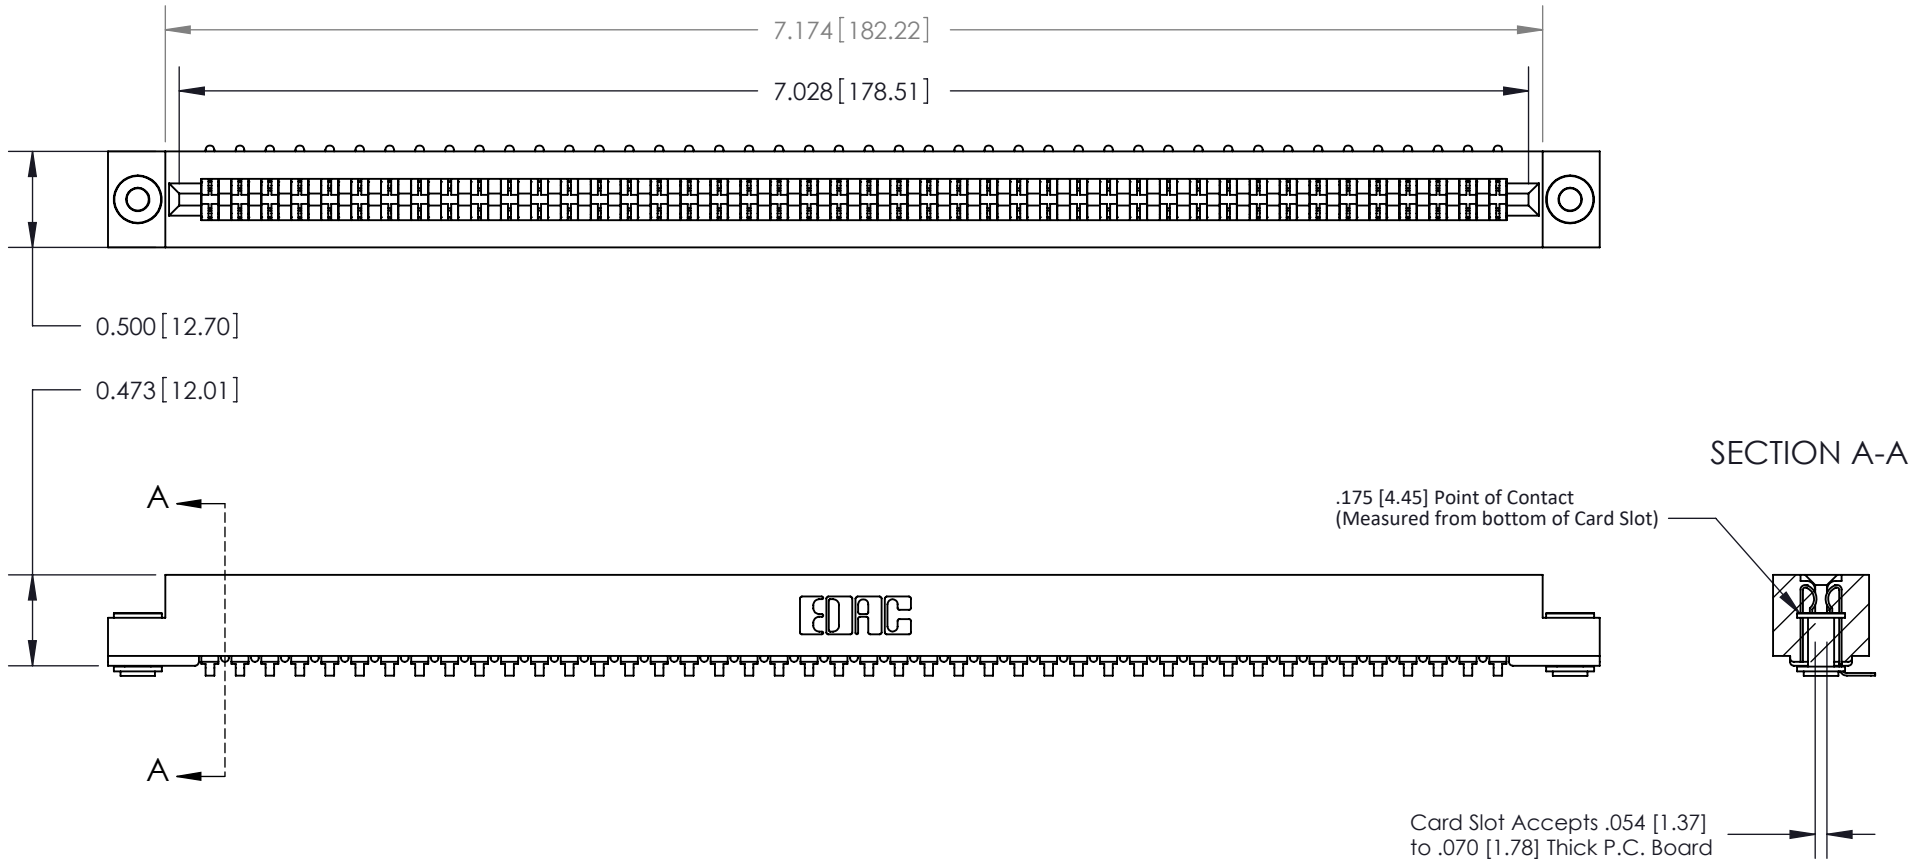 7.174 [182.22]
7.028 [178.51]
0.500 [12.70]
0.473 [12.01]
SECTION A-A
A
.175 [4.45] Point of Contact
(Measured from bottom of Card Slot)
EDAC
A
Card Slot Accepts .054 [1.37]
to .070 [1.78] Thick P.C. Board